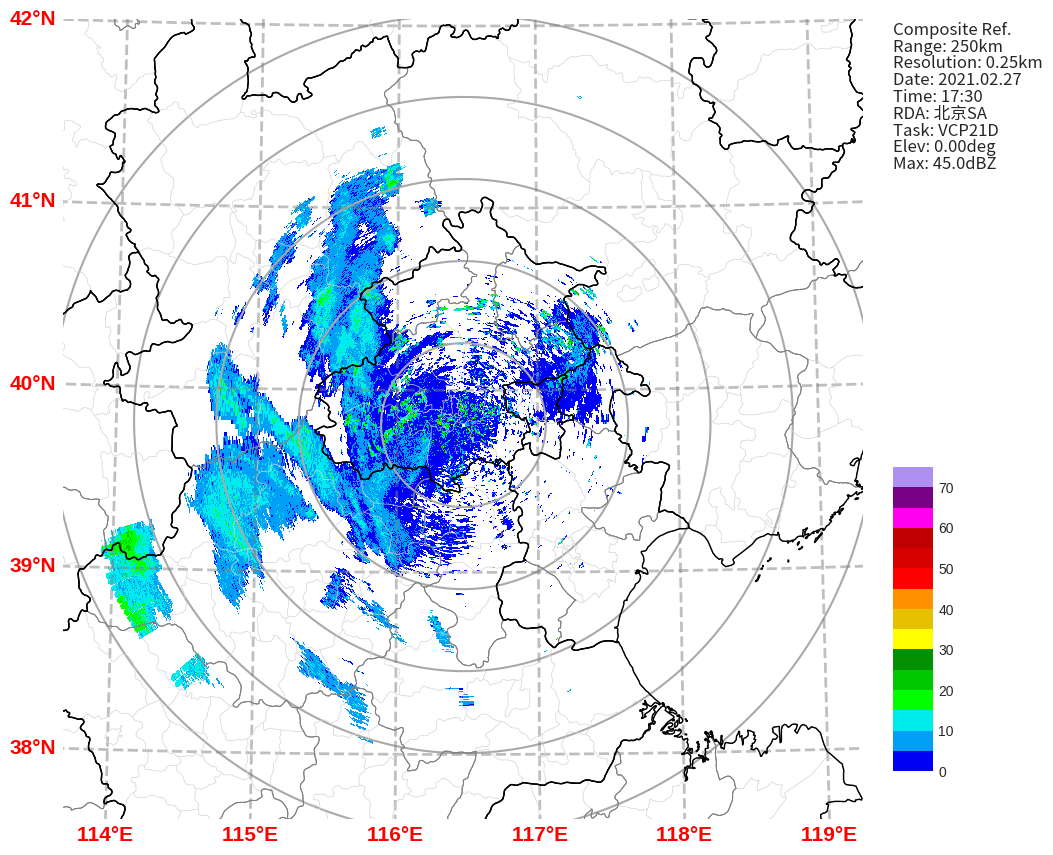 42°N
41°N
40°N
39°N
38°N
114°E
115°E
116°E
117°E
118°E
119°E
Composite Ref.
Range: 250km
Resolution: 0.25km
Date: 2021.02.27
Time: 17:30
RDA: 北京SA
Task: VCP21D
Elev: 0.00deg
Max: 45.0dBZ
70
60
50
40
30
20
10
0